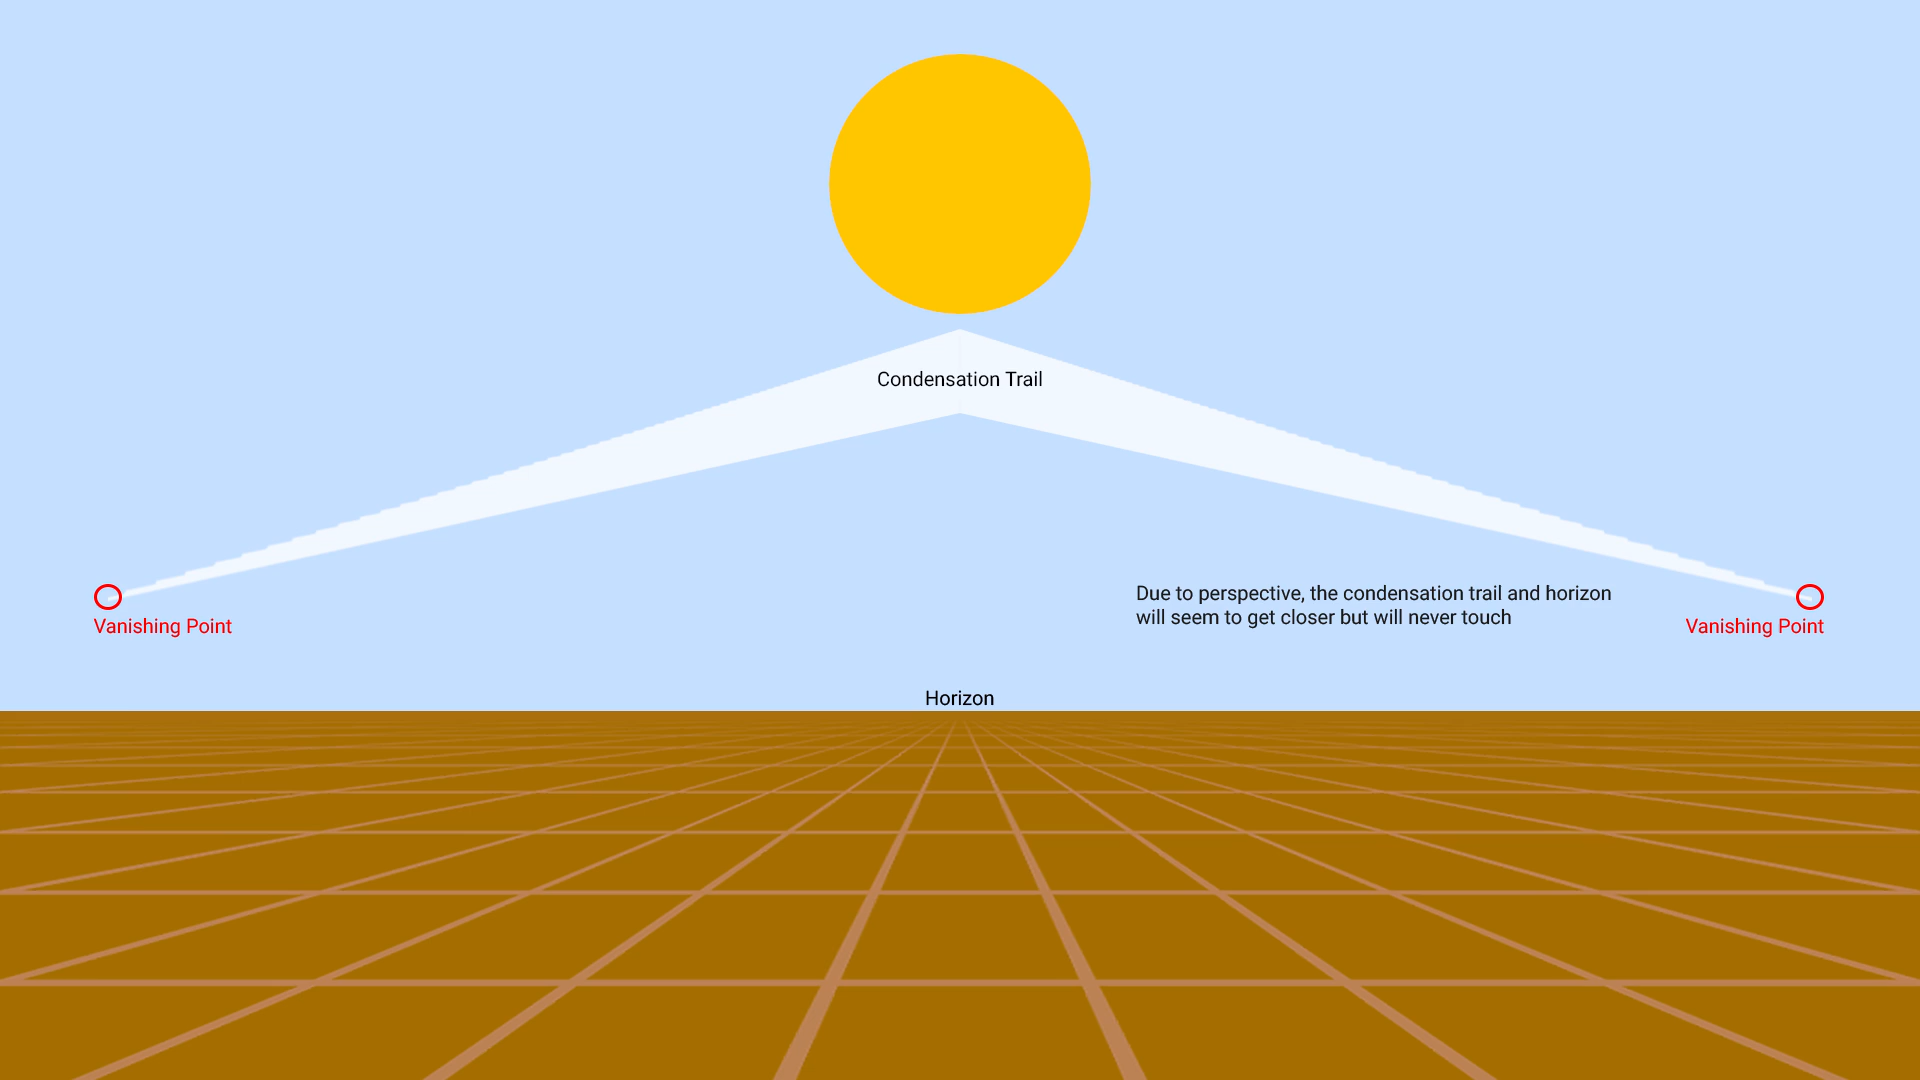 Condensation Trail
Due to perspective, the condensation trail and horizon
will seem to get closer but will never touch
Vanishing Point
Vanishing Point
Horizon